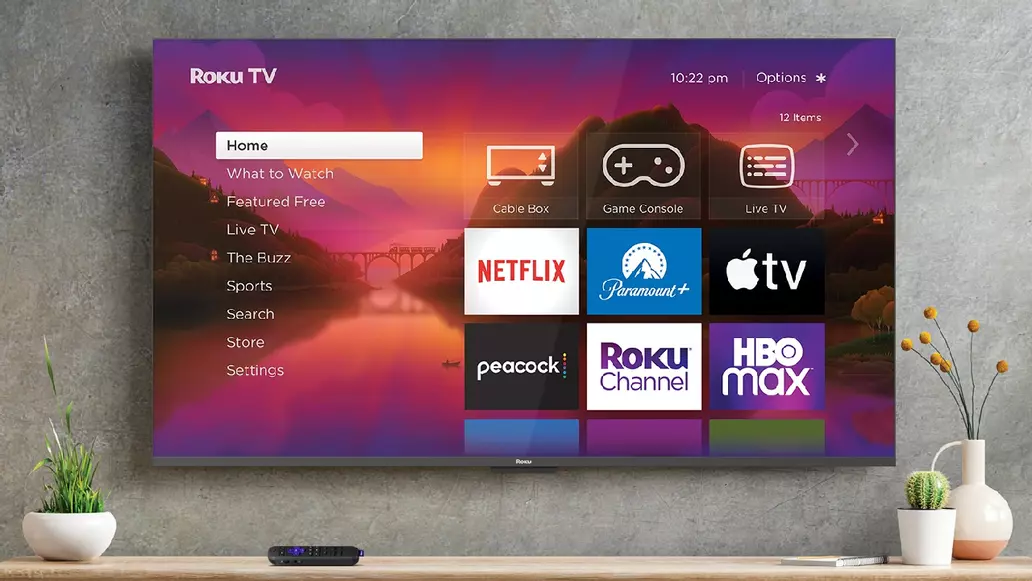 Roku TV
10:22 pm
Options *
12 Items
Home
What to Watch
Featured Free
Live TV
The Buzz
Sports
Search
Store
Settings
Cable Box
Game Console
Live TV
NETFLIX
Paramount+
tv
peacock
Roku
Channel
HBO
max
Roku